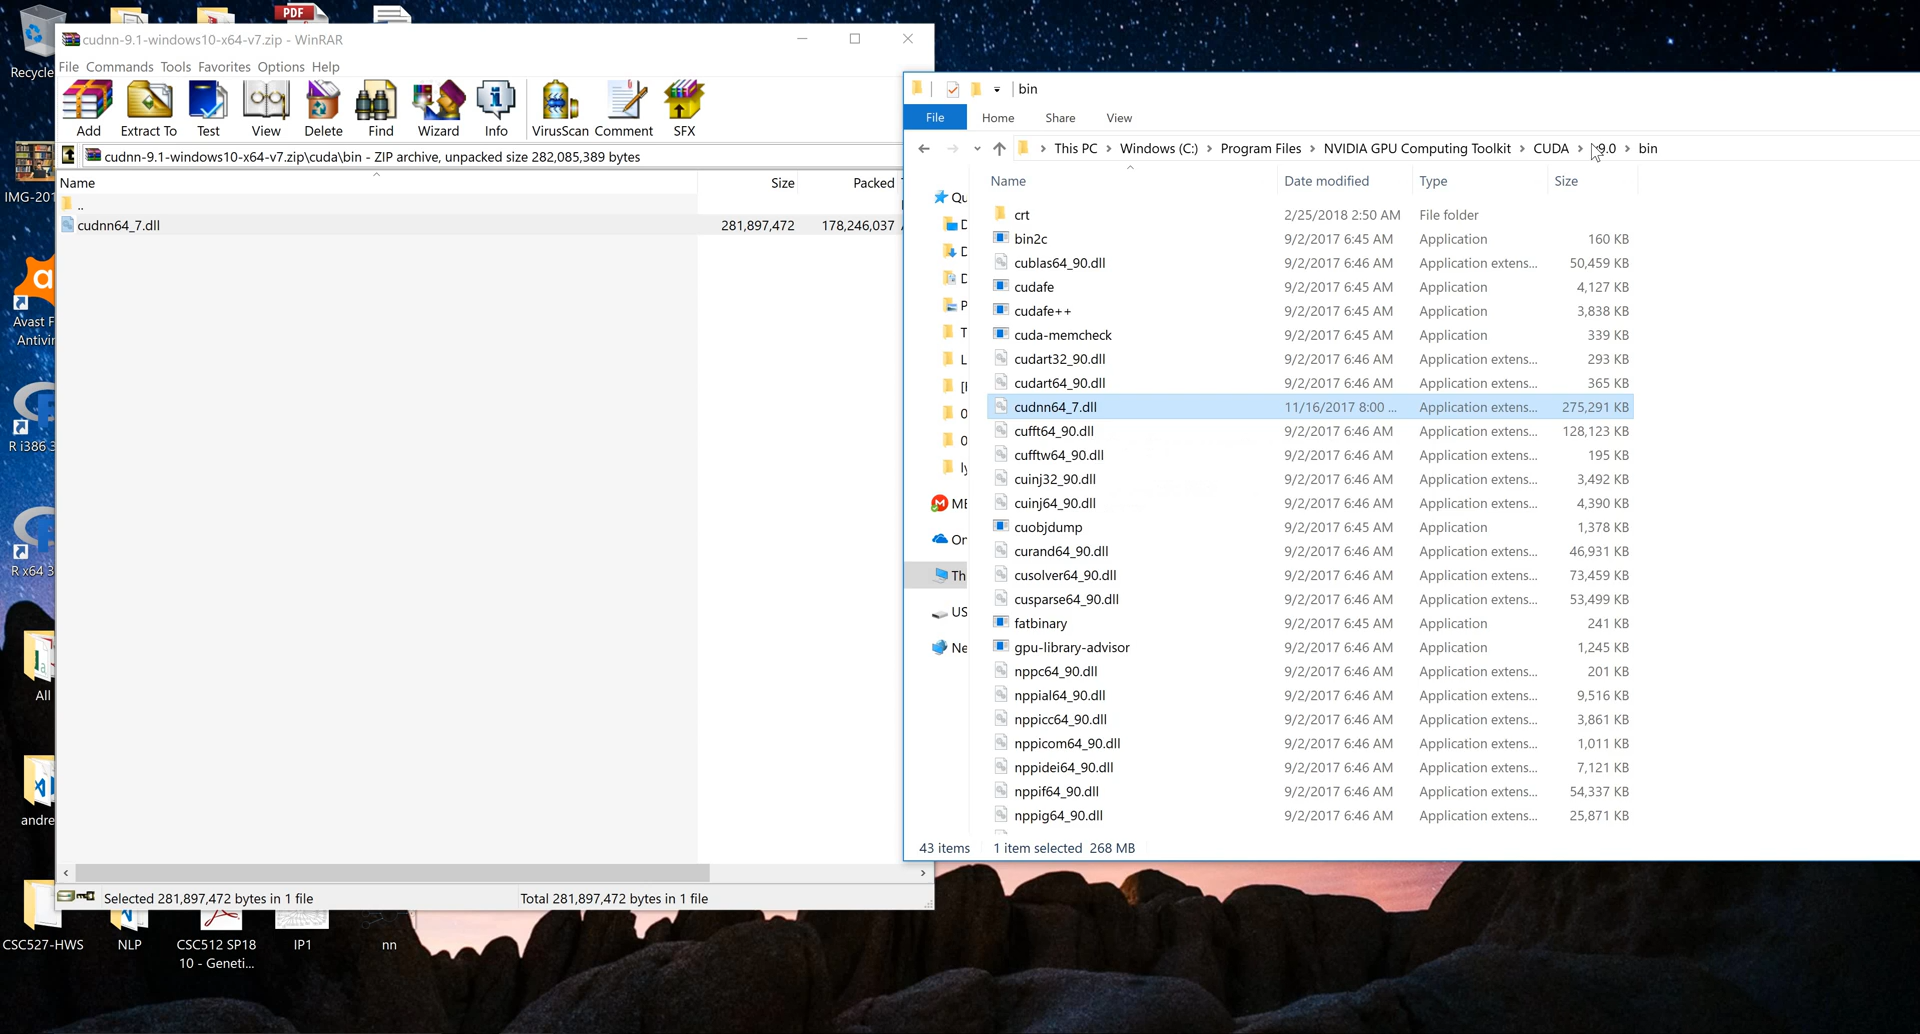 cudnn-9.1-windows10-x64-v7.zip - WinRAR
File Commands Tools Favorites Options Help
Add Extract To Test View Delete Find Wizard Info VirusScan Comment SFX
cudnn-9.1-windows10-x64-v7.zip\cuda\bin - ZIP archive, unpacked size 282,085,389 bytes
Name Size Packed
..
cudnn64_7.dll 281,897,472 178,246,037
Selected 281,897,472 bytes in 1 file Total 281,897,472 bytes in 1 file
bin
File Home Share View
This PC Windows (C:) Program Files NVIDIA GPU Computing Toolkit CUDA 9.0 bin
Name Date modified Type Size
crt 2/25/2018 2:50 AM File folder
bin2c 9/2/2017 6:45 AM Application 160 KB
cublas64_90.dll 9/2/2017 6:46 AM Application extens... 50,459 KB
cudafe 9/2/2017 6:45 AM Application 4,127 KB
cudafe++ 9/2/2017 6:45 AM Application 3,838 KB
cuda-memcheck 9/2/2017 6:45 AM Application 339 KB
cudart32_90.dll 9/2/2017 6:46 AM Application extens... 293 KB
cudart64_90.dll 9/2/2017 6:46 AM Application extens... 365 KB
cudnn64_7.dll 11/16/2017 8:00 ... Application extens... 275,291 KB
cufft64_90.dll 9/2/2017 6:46 AM Application extens... 128,123 KB
cufftw64_90.dll 9/2/2017 6:46 AM Application extens... 195 KB
cuinj32_90.dll 9/2/2017 6:46 AM Application extens... 3,492 KB
cuinj64_90.dll 9/2/2017 6:46 AM Application extens... 4,390 KB
cuobjdump 9/2/2017 6:45 AM Application 1,378 KB
curand64_90.dll 9/2/2017 6:46 AM Application extens... 46,931 KB
cusolver64_90.dll 9/2/2017 6:46 AM Application extens... 73,459 KB
cusparse64_90.dll 9/2/2017 6:46 AM Application extens... 53,499 KB
fatbinary 9/2/2017 6:45 AM Application 241 KB
gpu-library-advisor 9/2/2017 6:46 AM Application 1,245 KB
nppc64_90.dll 9/2/2017 6:46 AM Application extens... 201 KB
nppial64_90.dll 9/2/2017 6:46 AM Application extens... 9,516 KB
nppicc64_90.dll 9/2/2017 6:46 AM Application extens... 3,861 KB
nppicom64_90.dll 9/2/2017 6:46 AM Application extens... 1,011 KB
nppidei64_90.dll 9/2/2017 6:46 AM Application extens... 7,121 KB
nppif64_90.dll 9/2/2017 6:46 AM Application extens... 54,337 KB
nppig64_90.dll 9/2/2017 6:46 AM Application extens... 25,871 KB
43 items 1 item selected 268 MB
Qu
D
D
D
P
T
L
[
0
0
ly
ME
On
Th
US
Ne
PDF
Recycle
IMG-201
Avast F
Antivir
R i386 3
R x64 3
All
andre
CSC527-HWS NLP CSC512 SP18 IP1 nn
10 - Geneti...